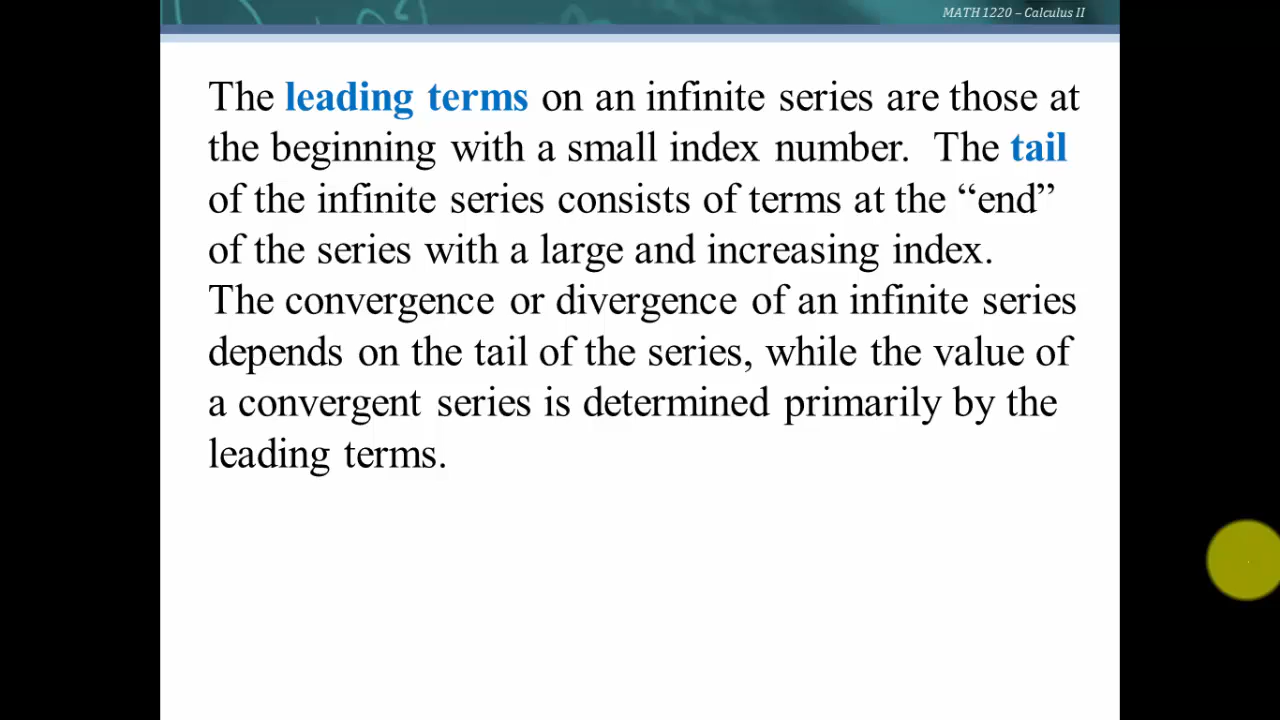 MATH 1220 – Calculus II
The leading terms on an infinite series are those at
the beginning with a small index number. The tail
of the infinite series consists of terms at the “end”
of the series with a large and increasing index.
The convergence or divergence of an infinite series
depends on the tail of the series, while the value of
a convergent series is determined primarily by the
leading terms.